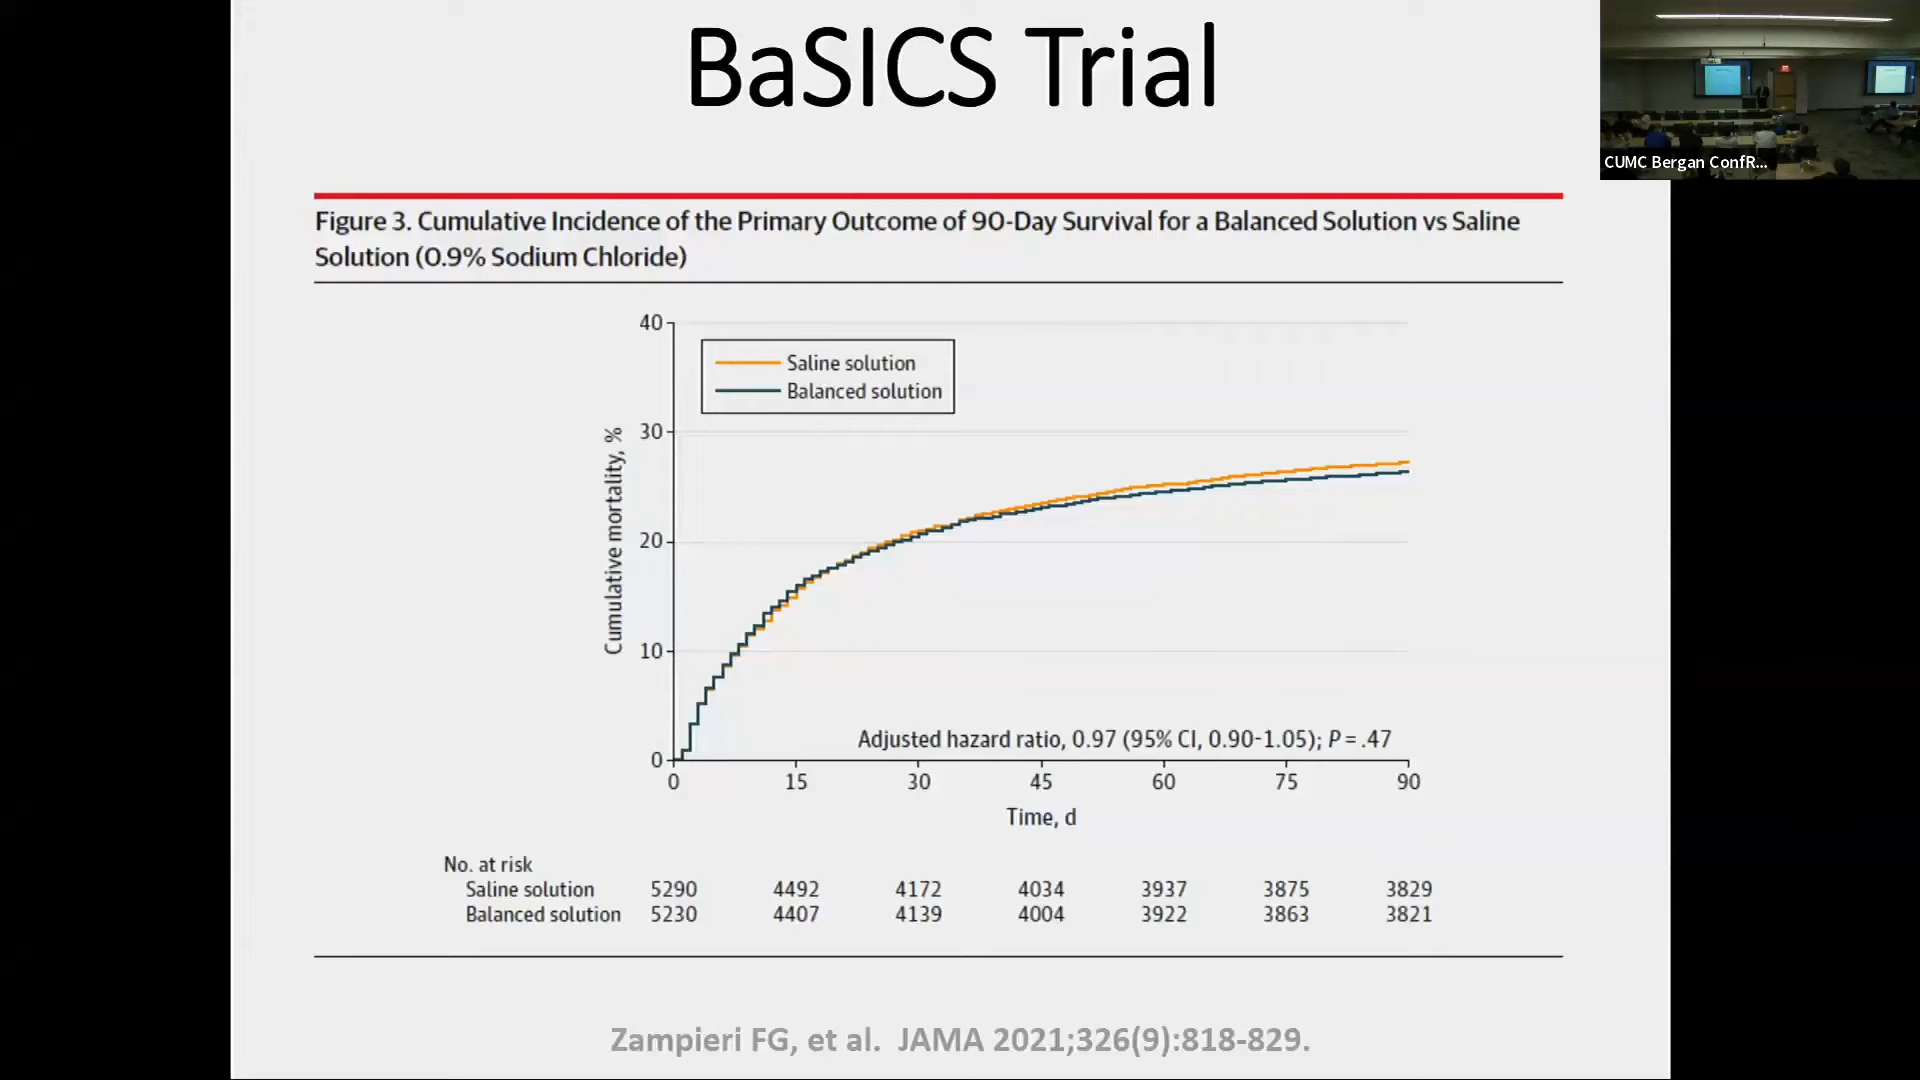 BaSICS Trial
CUMC Bergan ConfR...
Figure 3. Cumulative Incidence of the Primary Outcome of 90-Day Survival for a Balanced Solution vs Saline
Solution (0.9% Sodium Chloride)
40
Saline solution
Balanced solution
30
Cumulative mortality, %
20
10
Adjusted hazard ratio, 0.97 (95% CI, 0.90-1.05); P = .47
0
0 15 30 45 60 75 90
Time, d
No. at risk
Saline solution 5290 4492 4172 4034 3937 3875 3829
Balanced solution 5230 4407 4139 4004 3922 3863 3821
Zampieri FG, et al. JAMA 2021;326(9):818-829.